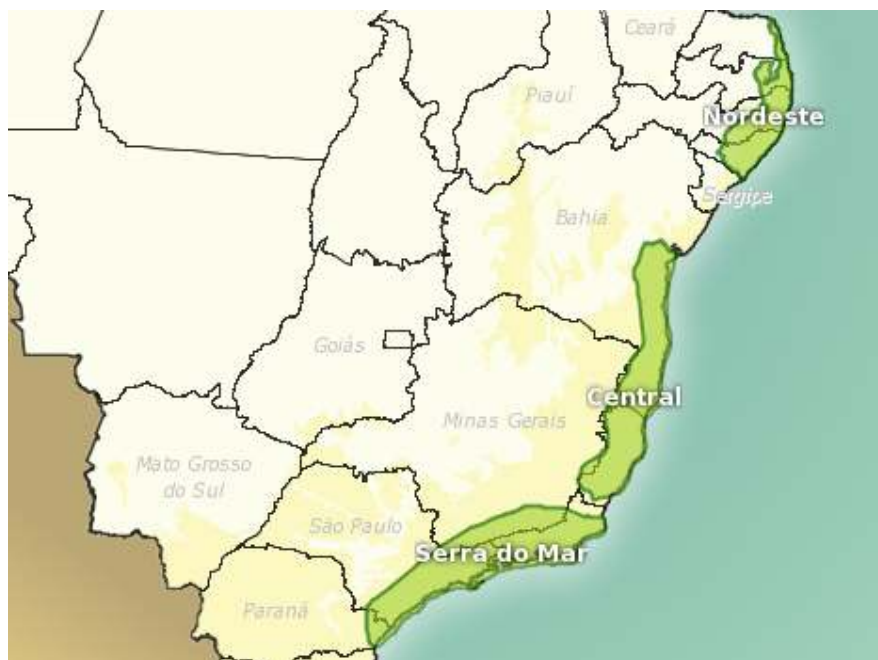 Ceará
Piauí
Nordeste
Sergipe
Bahia
Goiás
Central
Minas Gerais
Mato Grosso
do Sul
São Paulo
Serra do Mar
Paraná